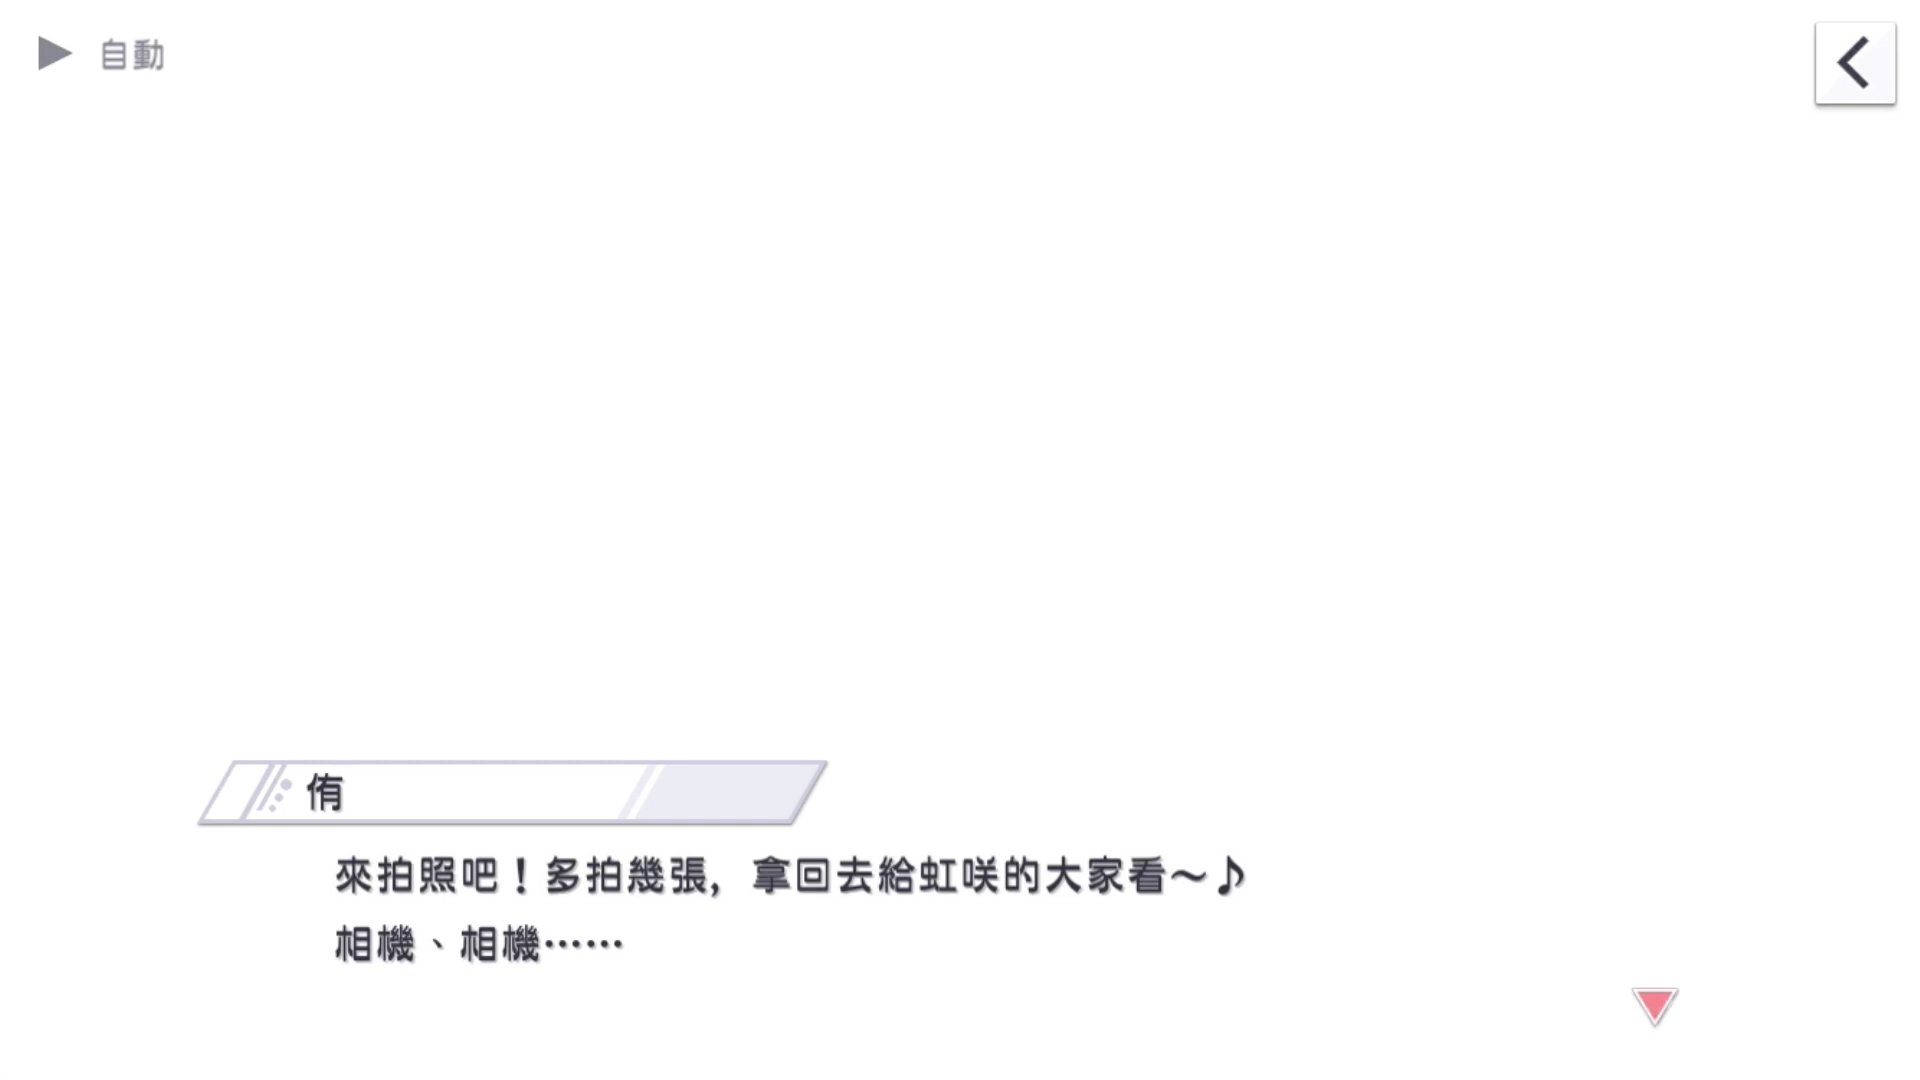 自動
侑
來拍照吧！多拍幾張，拿回去給虹咲的大家看～♪
相機、相機⋯⋯